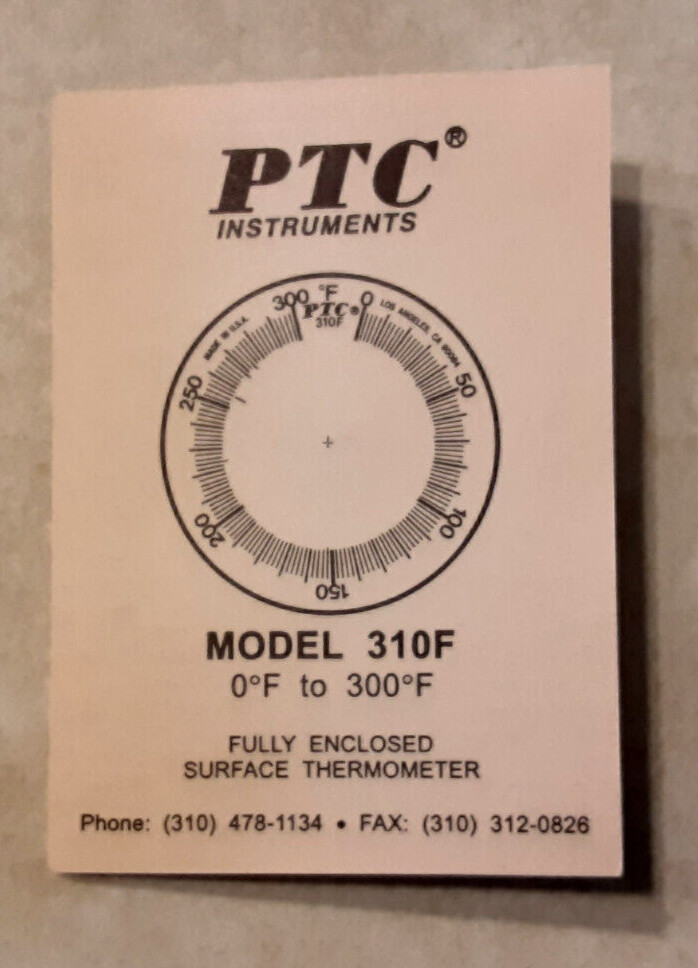 PTC®
INSTRUMENTS
300 °F 0
PTC®
310F
MADE IN U.S.A.
LOS ANGELES, CA 90064
50
100
150
200
250
MODEL 310F
0°F to 300°F
FULLY ENCLOSED
SURFACE THERMOMETER
Phone: (310) 478-1134 • FAX: (310) 312-0826